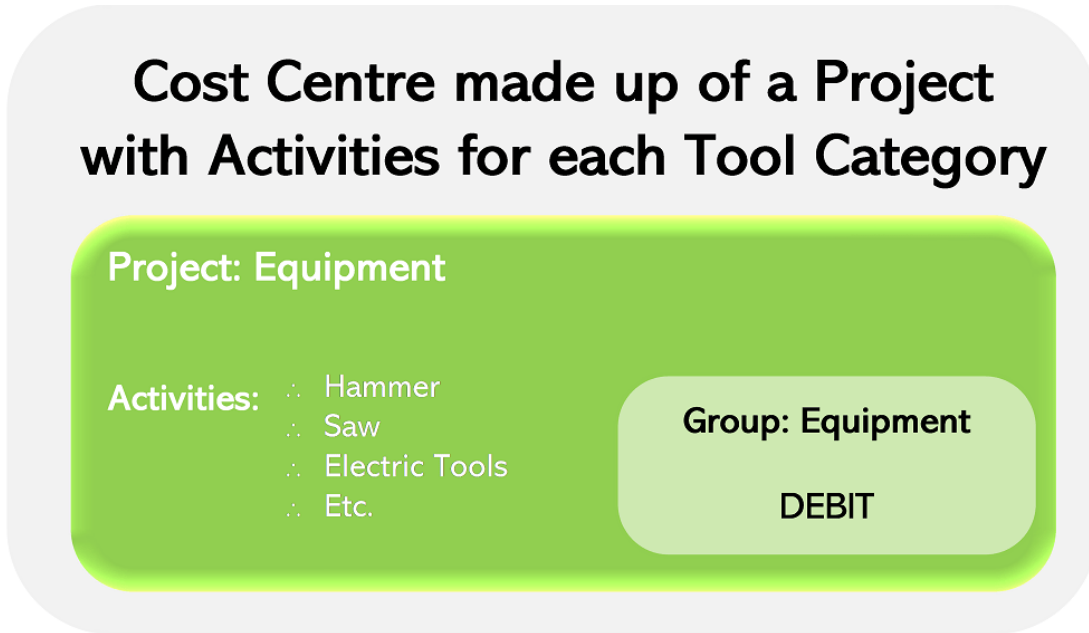 Cost Centre made up of a Project
with Activities for each Tool Category
Project: Equipment
Activities:
∴ Hammer
∴ Saw
∴ Electric Tools
∴ Etc.
Group: Equipment
DEBIT